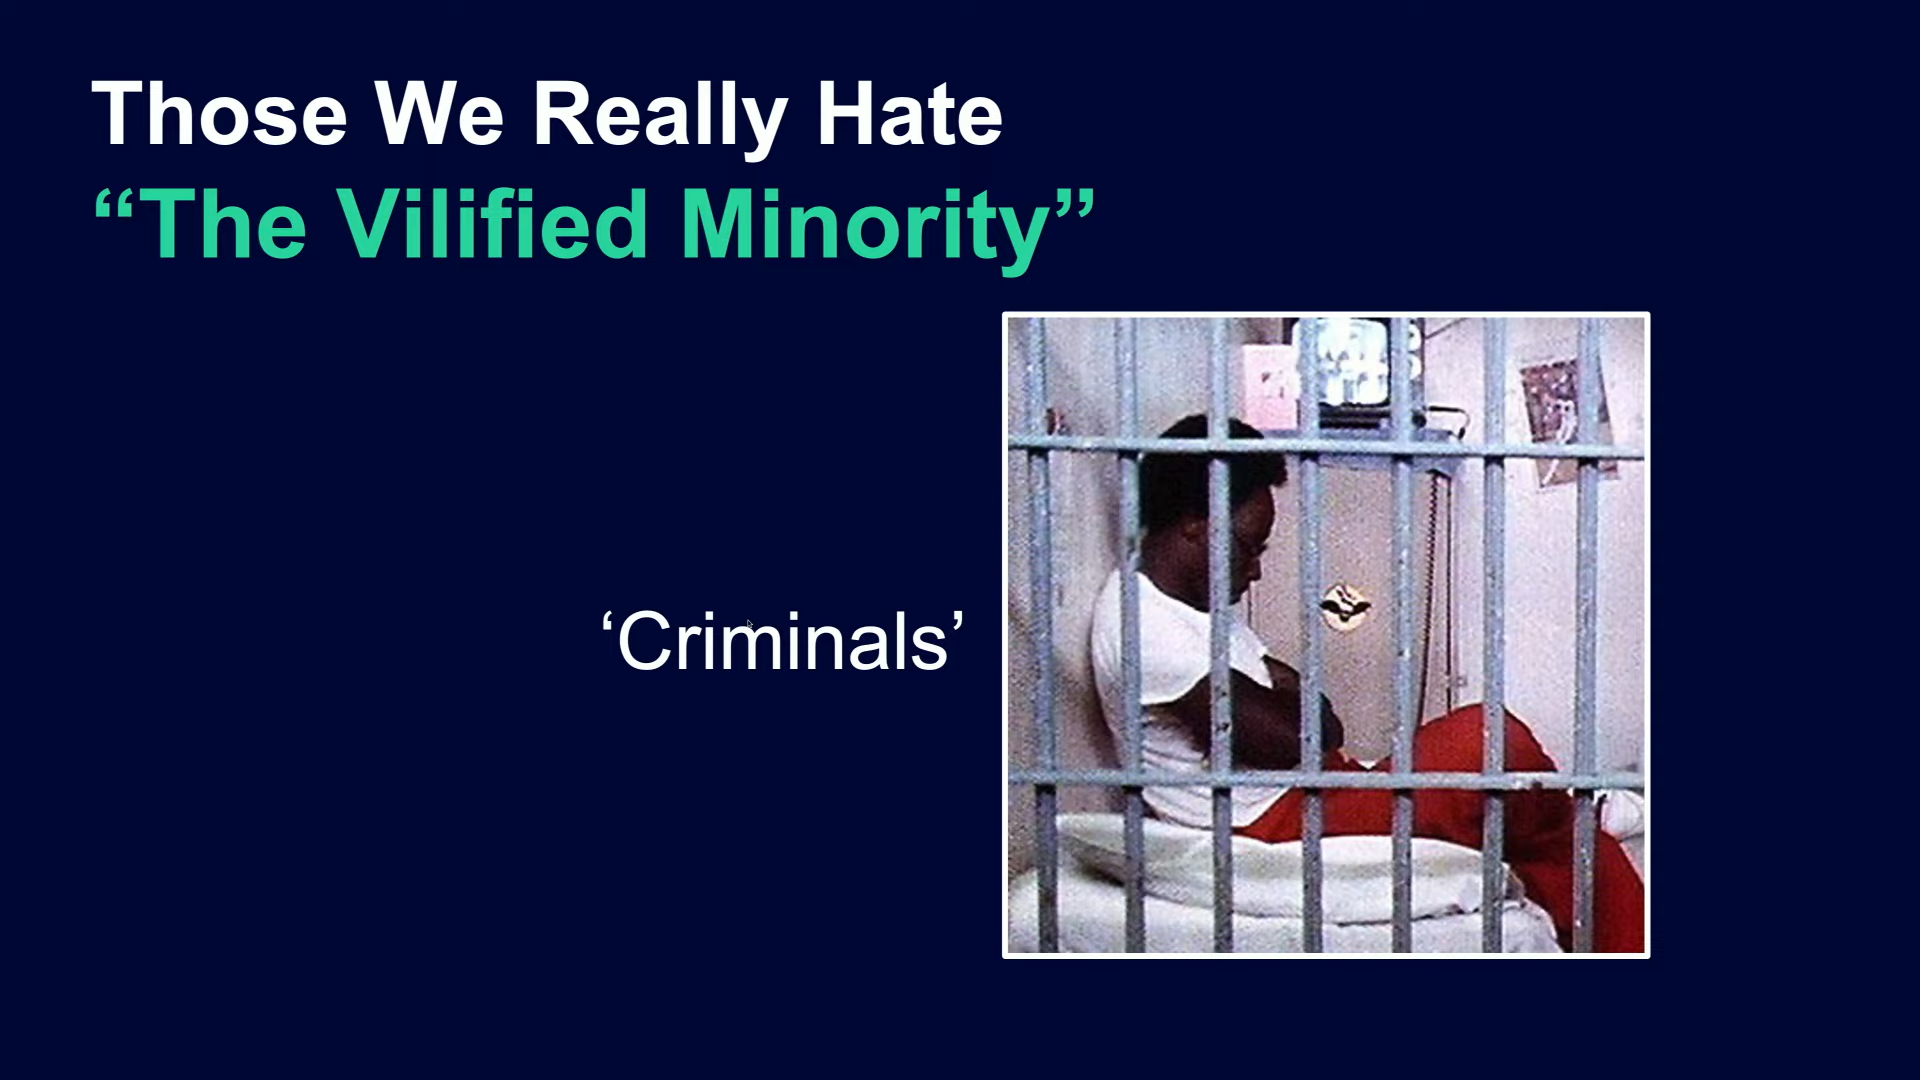 Those We Really Hate
“The Vilified Minority”
‘Criminals’